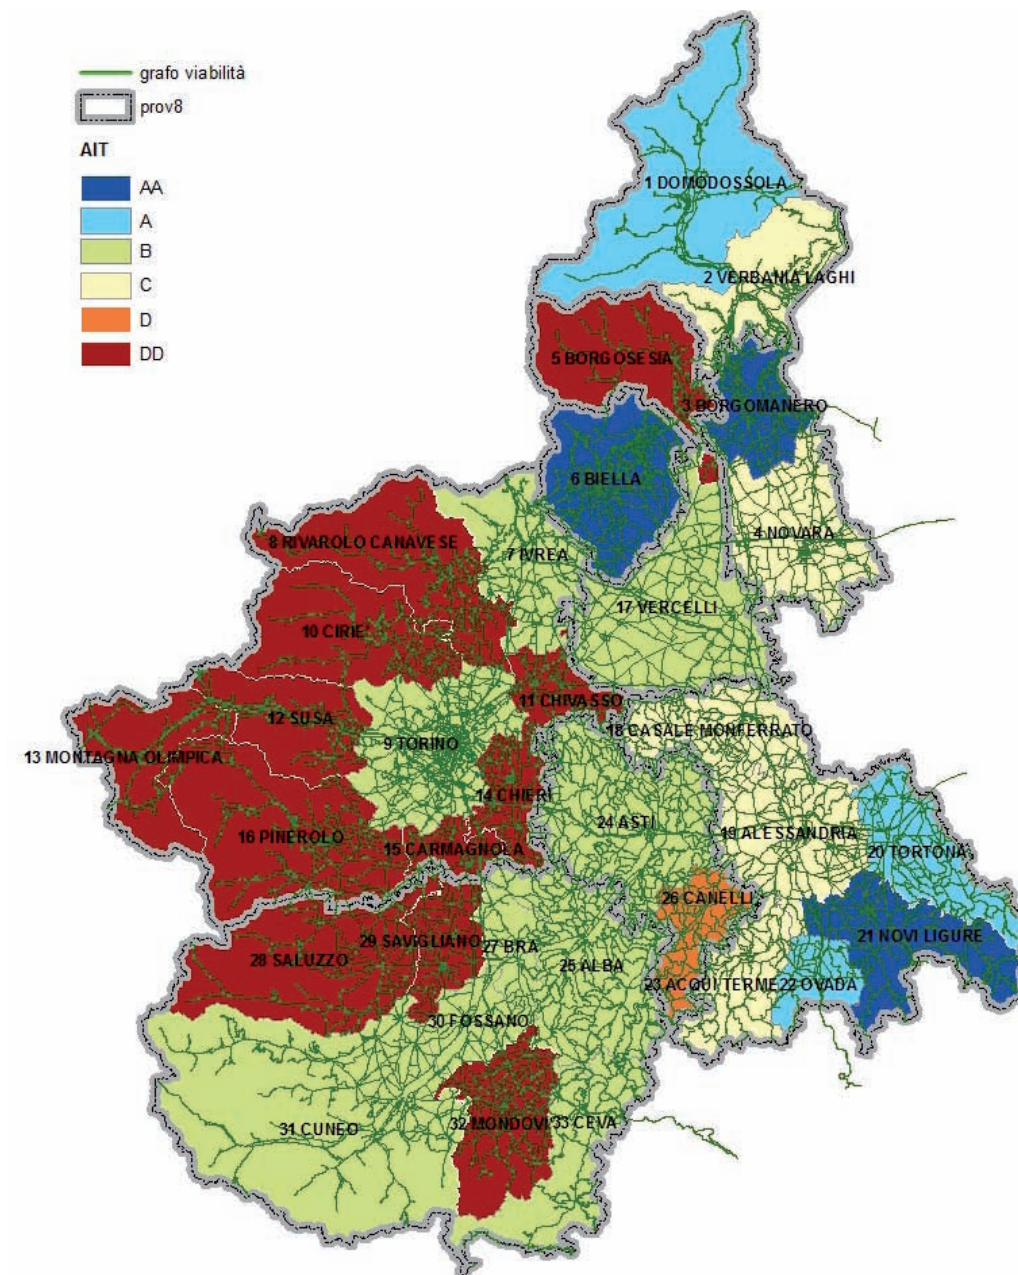 grafo viabilità
prov8
AIT
AA
A
B
C
D
DD
1 DOMODOSSOLA
2 VERBANIA LAGHI
5 BORGOSESIA
3 BORGOMANERO
6 BIELLA
4 NOVARA
8 RIVAROLO CANAVESE
7 IVREA
17 VERCELLI
10 CIRIE'
11 CHIVASSO
12 SUSA
18 CASALE MONFERRATO
9 TORINO
13 MONTAGNA OLIMPICA
14 CHIERI
24 ASTI
19 ALESSANDRIA
16 PINEROLO
15 CARMAGNOLA
20 TORTONA
26 CANELLI
21 NOVI LIGURE
29 SAVIGLIANO
27 BRA
28 SALUZZO
25 ALBA
23 ACQUI TERME
22 OVADA
30 FOSSANO
31 CUNEO
32 MONDOVI'
33 CEVA